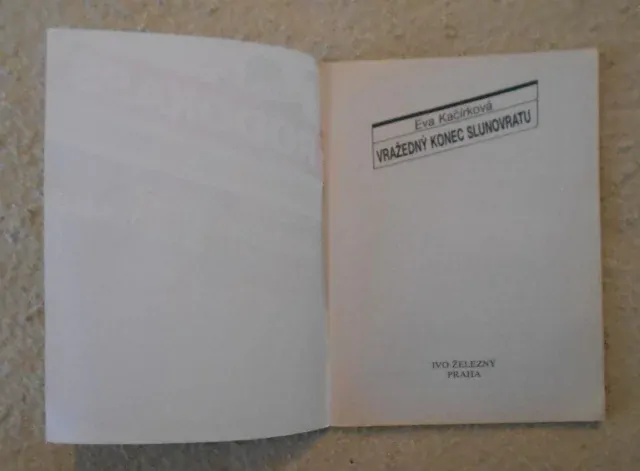 Eva Kačírková
VRAŽEDNÝ KONEC SLUNOVRATU
IVO ŽELEZNÝ
PRAHA